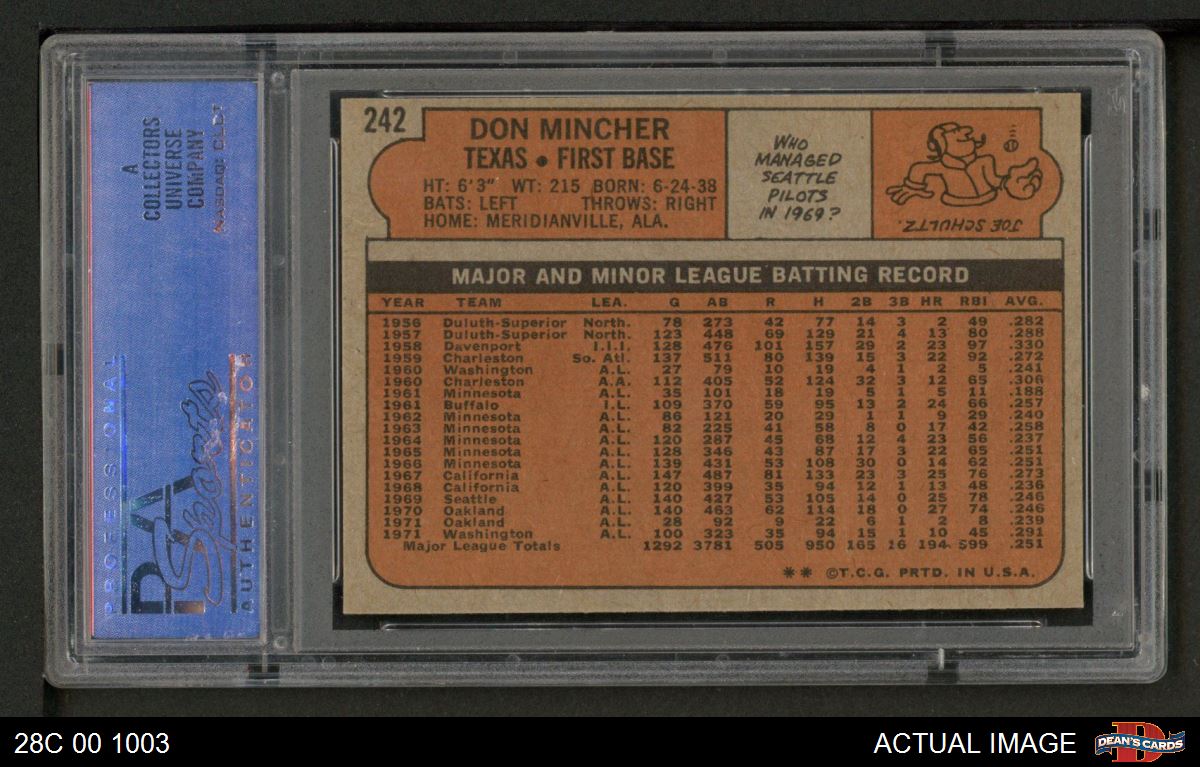 A
COLLECTORS
UNIVERSE
COMPANY
NASDAQ: CLCT
PROFESSIONAL
PSA
Sports
AUTHENTICATOR
242
DON MINCHER
TEXAS • FIRST BASE
HT: 6'3" WT: 215 BORN: 6-24-38
BATS: LEFT THROWS: RIGHT
HOME: MERIDIANVILLE, ALA.
WHO
MANAGED
SEATTLE
PILOTS
IN 1969?
JOE SCHULTZ.
MAJOR AND MINOR LEAGUE BATTING RECORD
YEAR TEAM LEA. G AB R H 2B 3B HR RBI AVG.
1956 Duluth-Superior North. 78 273 42 77 14 3 2 49 .282
1957 Duluth-Superior North. 123 448 69 129 21 4 13 80 .288
1958 Davenport I.I.I. 128 476 101 157 29 2 23 97 .330
1959 Charleston So. Atl. 137 511 80 139 15 3 22 92 .272
1960 Washington A.L. 27 79 10 19 4 1 2 5 .241
1960 Charleston A.A. 112 405 52 124 32 3 12 65 .306
1961 Minnesota A.L. 35 101 18 19 5 1 5 11 .188
1961 Buffalo I.L. 109 370 59 95 13 2 24 66 .257
1962 Minnesota A.L. 86 121 20 29 1 1 9 29 .240
1963 Minnesota A.L. 82 225 41 58 8 0 17 42 .258
1964 Minnesota A.L. 120 287 45 68 12 4 23 56 .237
1965 Minnesota A.L. 128 346 43 87 17 3 22 65 .251
1966 Minnesota A.L. 139 431 53 108 30 0 14 62 .251
1967 California A.L. 147 487 81 133 23 3 25 76 .273
1968 California A.L. 120 399 35 94 12 1 13 48 .236
1969 Seattle A.L. 140 427 53 105 14 0 25 78 .246
1970 Oakland A.L. 140 463 62 114 18 0 27 74 .246
1971 Oakland A.L. 28 92 9 22 6 1 2 8 .239
1971 Washington A.L. 100 323 35 94 15 1 10 45 .291
Major League Totals 1292 3781 505 950 165 16 194 599 .251
** ©T.C.G. PRTD. IN U.S.A.
28C 00 1003
ACTUAL IMAGE
D
DEAN'S CARDS